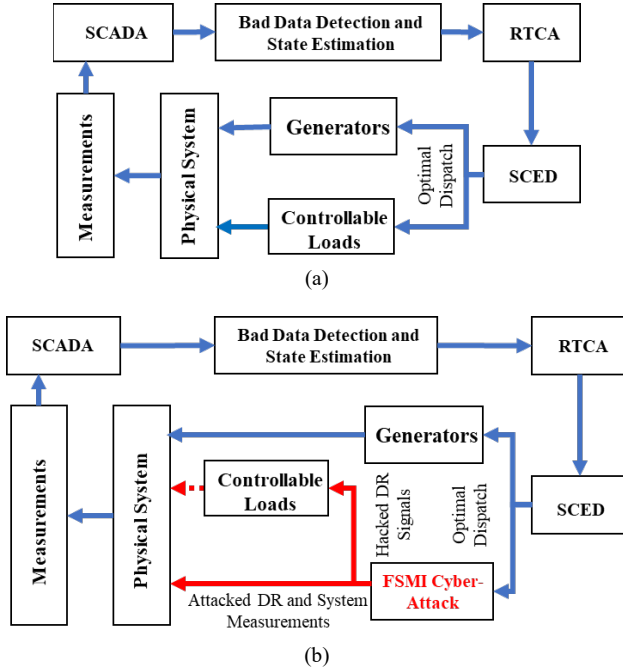 SCADA
Bad Data Detection and
State Estimation
RTCA
Measurements
Physical System
Generators
Optimal
Dispatch
SCED
Controllable
Loads
(a)
SCADA
Bad Data Detection and
State Estimation
RTCA
Measurements
Physical System
Generators
Controllable
Loads
Hacked DR
Signals
Optimal
Dispatch
SCED
FSMI Cyber-
Attack
Attacked DR and System
Measurements
(b)